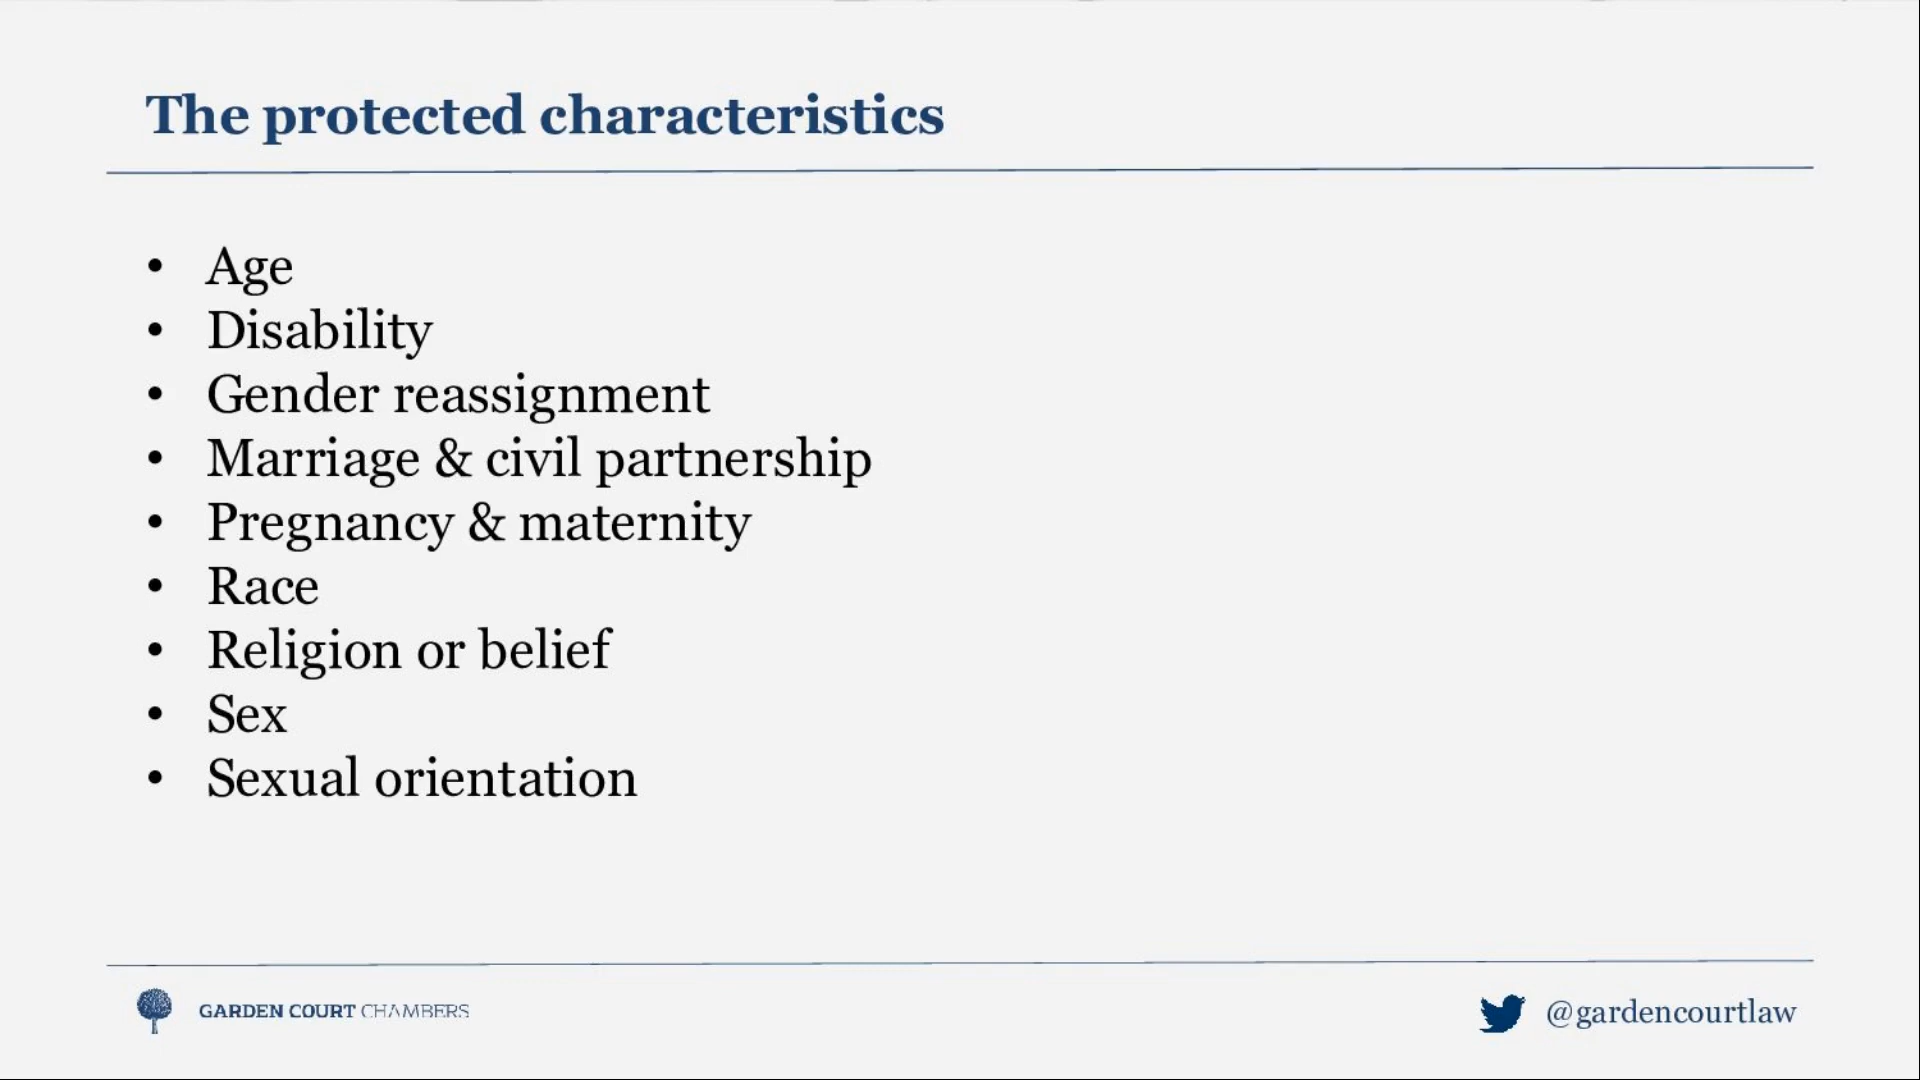 The protected characteristics
• Age
• Disability
• Gender reassignment
• Marriage & civil partnership
• Pregnancy & maternity
• Race
• Religion or belief
• Sex
• Sexual orientation
GARDEN COURT CHAMBERS
@gardencourtlaw